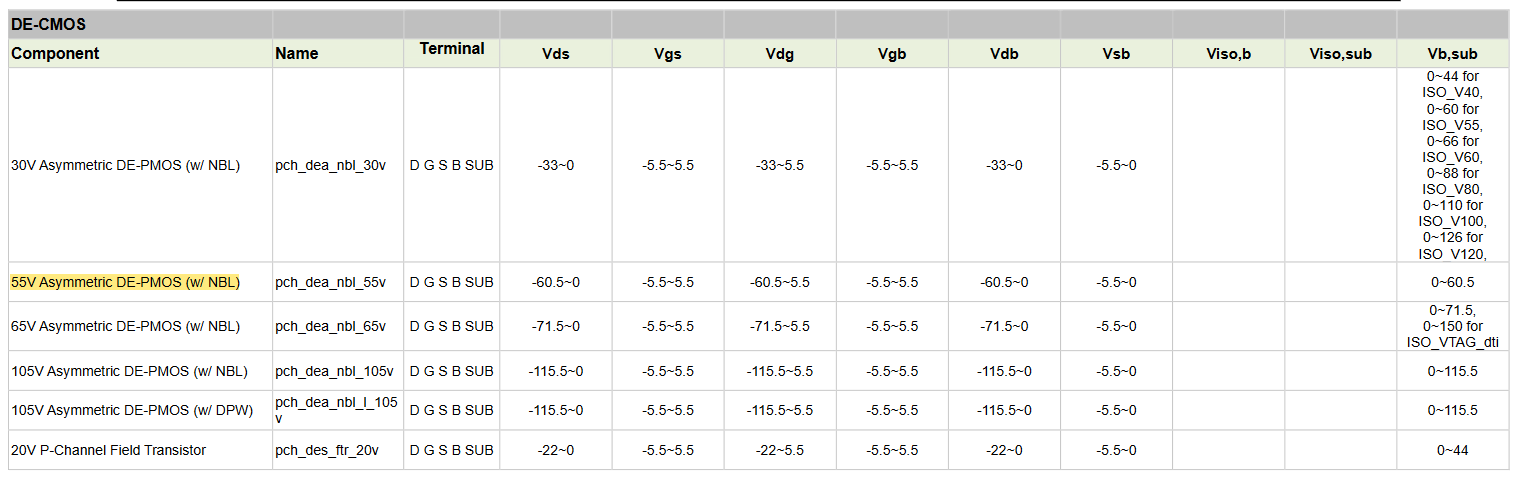 DE-CMOS
Component Name Terminal Vds Vgs Vdg Vgb Vdb Vsb Viso,b Viso,sub Vb,sub
30V Asymmetric DE-PMOS (w/ NBL) pch_dea_nbl_30v D G S B SUB -33~0 -5.5~5.5 -33~5.5 -5.5~5.5 -33~0 -5.5~0
0~44 for
ISO_V40,
0~60 for
ISO_V55,
0~66 for
ISO_V60,
0~88 for
ISO_V80,
0~110 for
ISO_V100,
0~126 for
ISO_V120,
55V Asymmetric DE-PMOS (w/ NBL) pch_dea_nbl_55v D G S B SUB -60.5~0 -5.5~5.5 -60.5~5.5 -5.5~5.5 -60.5~0 -5.5~0 0~60.5
65V Asymmetric DE-PMOS (w/ NBL) pch_dea_nbl_65v D G S B SUB -71.5~0 -5.5~5.5 -71.5~5.5 -5.5~5.5 -71.5~0 -5.5~0
0~71.5,
0~150 for
ISO_VTAG_dti
105V Asymmetric DE-PMOS (w/ NBL) pch_dea_nbl_105v D G S B SUB -115.5~0 -5.5~5.5 -115.5~5.5 -5.5~5.5 -115.5~0 -5.5~0 0~115.5
105V Asymmetric DE-PMOS (w/ DPW)
pch_dea_nbl_l_105
v
D G S B SUB -115.5~0 -5.5~5.5 -115.5~5.5 -5.5~5.5 -115.5~0 -5.5~0 0~115.5
20V P-Channel Field Transistor pch_des_ftr_20v D G S B SUB -22~0 -5.5~5.5 -22~5.5 -5.5~5.5 -22~0 -5.5~0 0~44